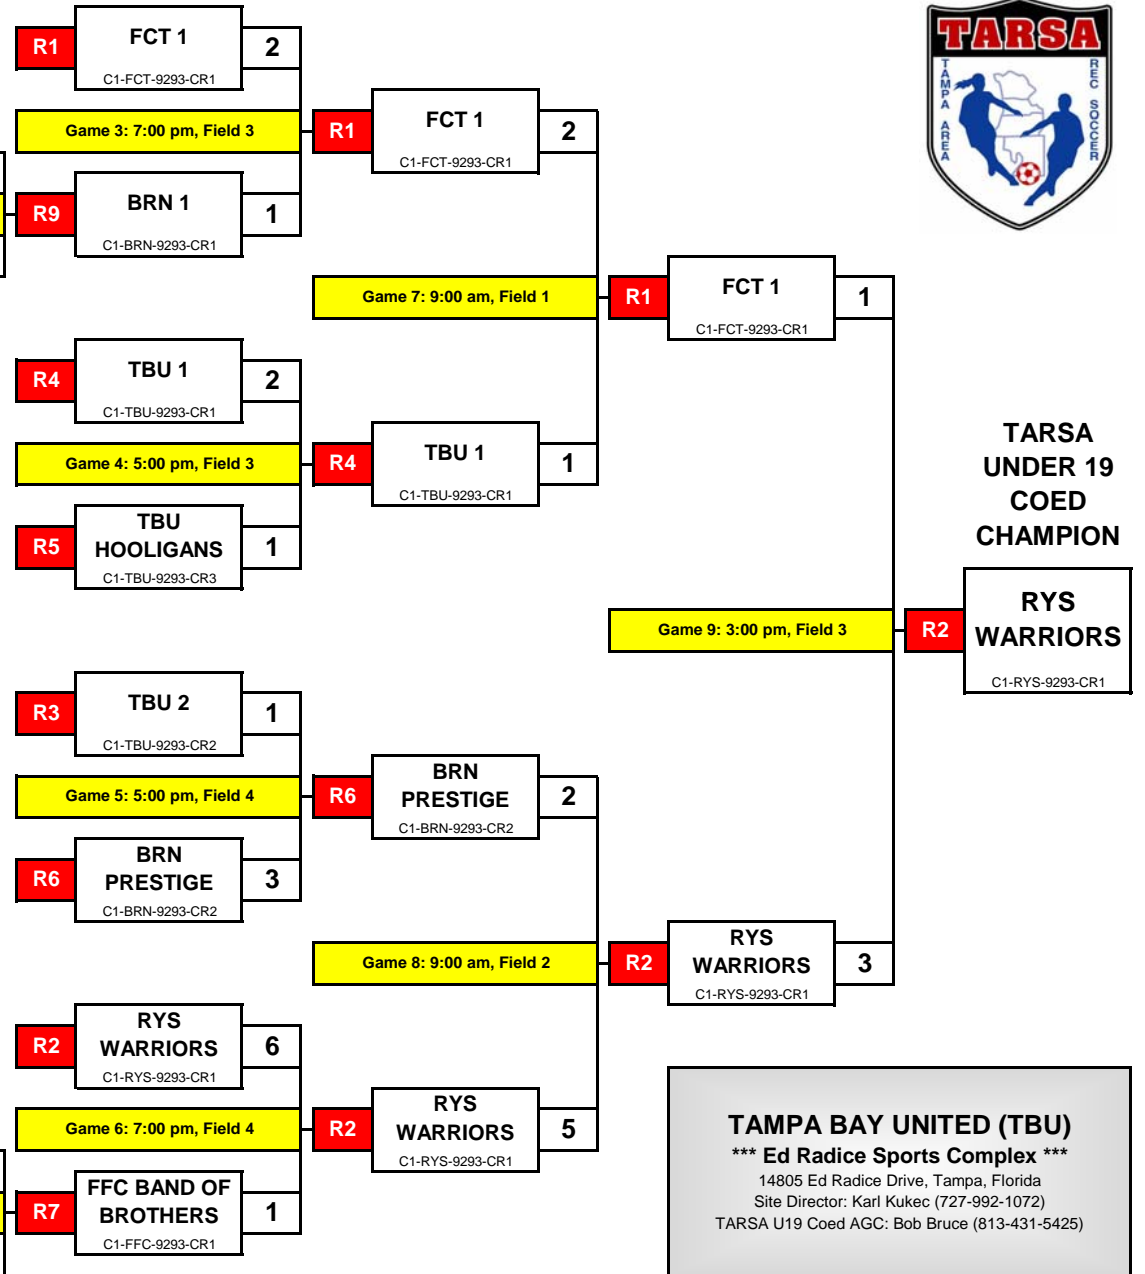 TARSA
TAMPA AREA
REC SOCCER
R1
FCT 1
2
C1-FCT-9293-CR1
Game 3: 7:00 pm, Field 3
R9
BRN 1
1
C1-BRN-9293-CR1
R1
FCT 1
2
C1-FCT-9293-CR1
Game 7: 9:00 am, Field 1
R4
TBU 1
2
C1-TBU-9293-CR1
Game 4: 5:00 pm, Field 3
R5
TBU
HOOLIGANS
1
C1-TBU-9293-CR3
R4
TBU 1
1
C1-TBU-9293-CR1
R1
FCT 1
1
C1-FCT-9293-CR1
Game 9: 3:00 pm, Field 3
R3
TBU 2
1
C1-TBU-9293-CR2
Game 5: 5:00 pm, Field 4
R6
BRN
PRESTIGE
3
C1-BRN-9293-CR2
R6
BRN
PRESTIGE
2
C1-BRN-9293-CR2
Game 8: 9:00 am, Field 2
R2
RYS
WARRIORS
6
C1-RYS-9293-CR1
Game 6: 7:00 pm, Field 4
R7
FFC BAND OF
BROTHERS
1
C1-FFC-9293-CR1
R2
RYS
WARRIORS
5
C1-RYS-9293-CR1
R2
RYS
WARRIORS
3
C1-RYS-9293-CR1
TARSA
UNDER 19
COED
CHAMPION
R2
RYS
WARRIORS
C1-RYS-9293-CR1
TAMPA BAY UNITED (TBU)
*** Ed Radice Sports Complex ***
14805 Ed Radice Drive, Tampa, Florida
Site Director: Karl Kukec (727-992-1072)
TARSA U19 Coed AGC: Bob Bruce (813-431-5425)